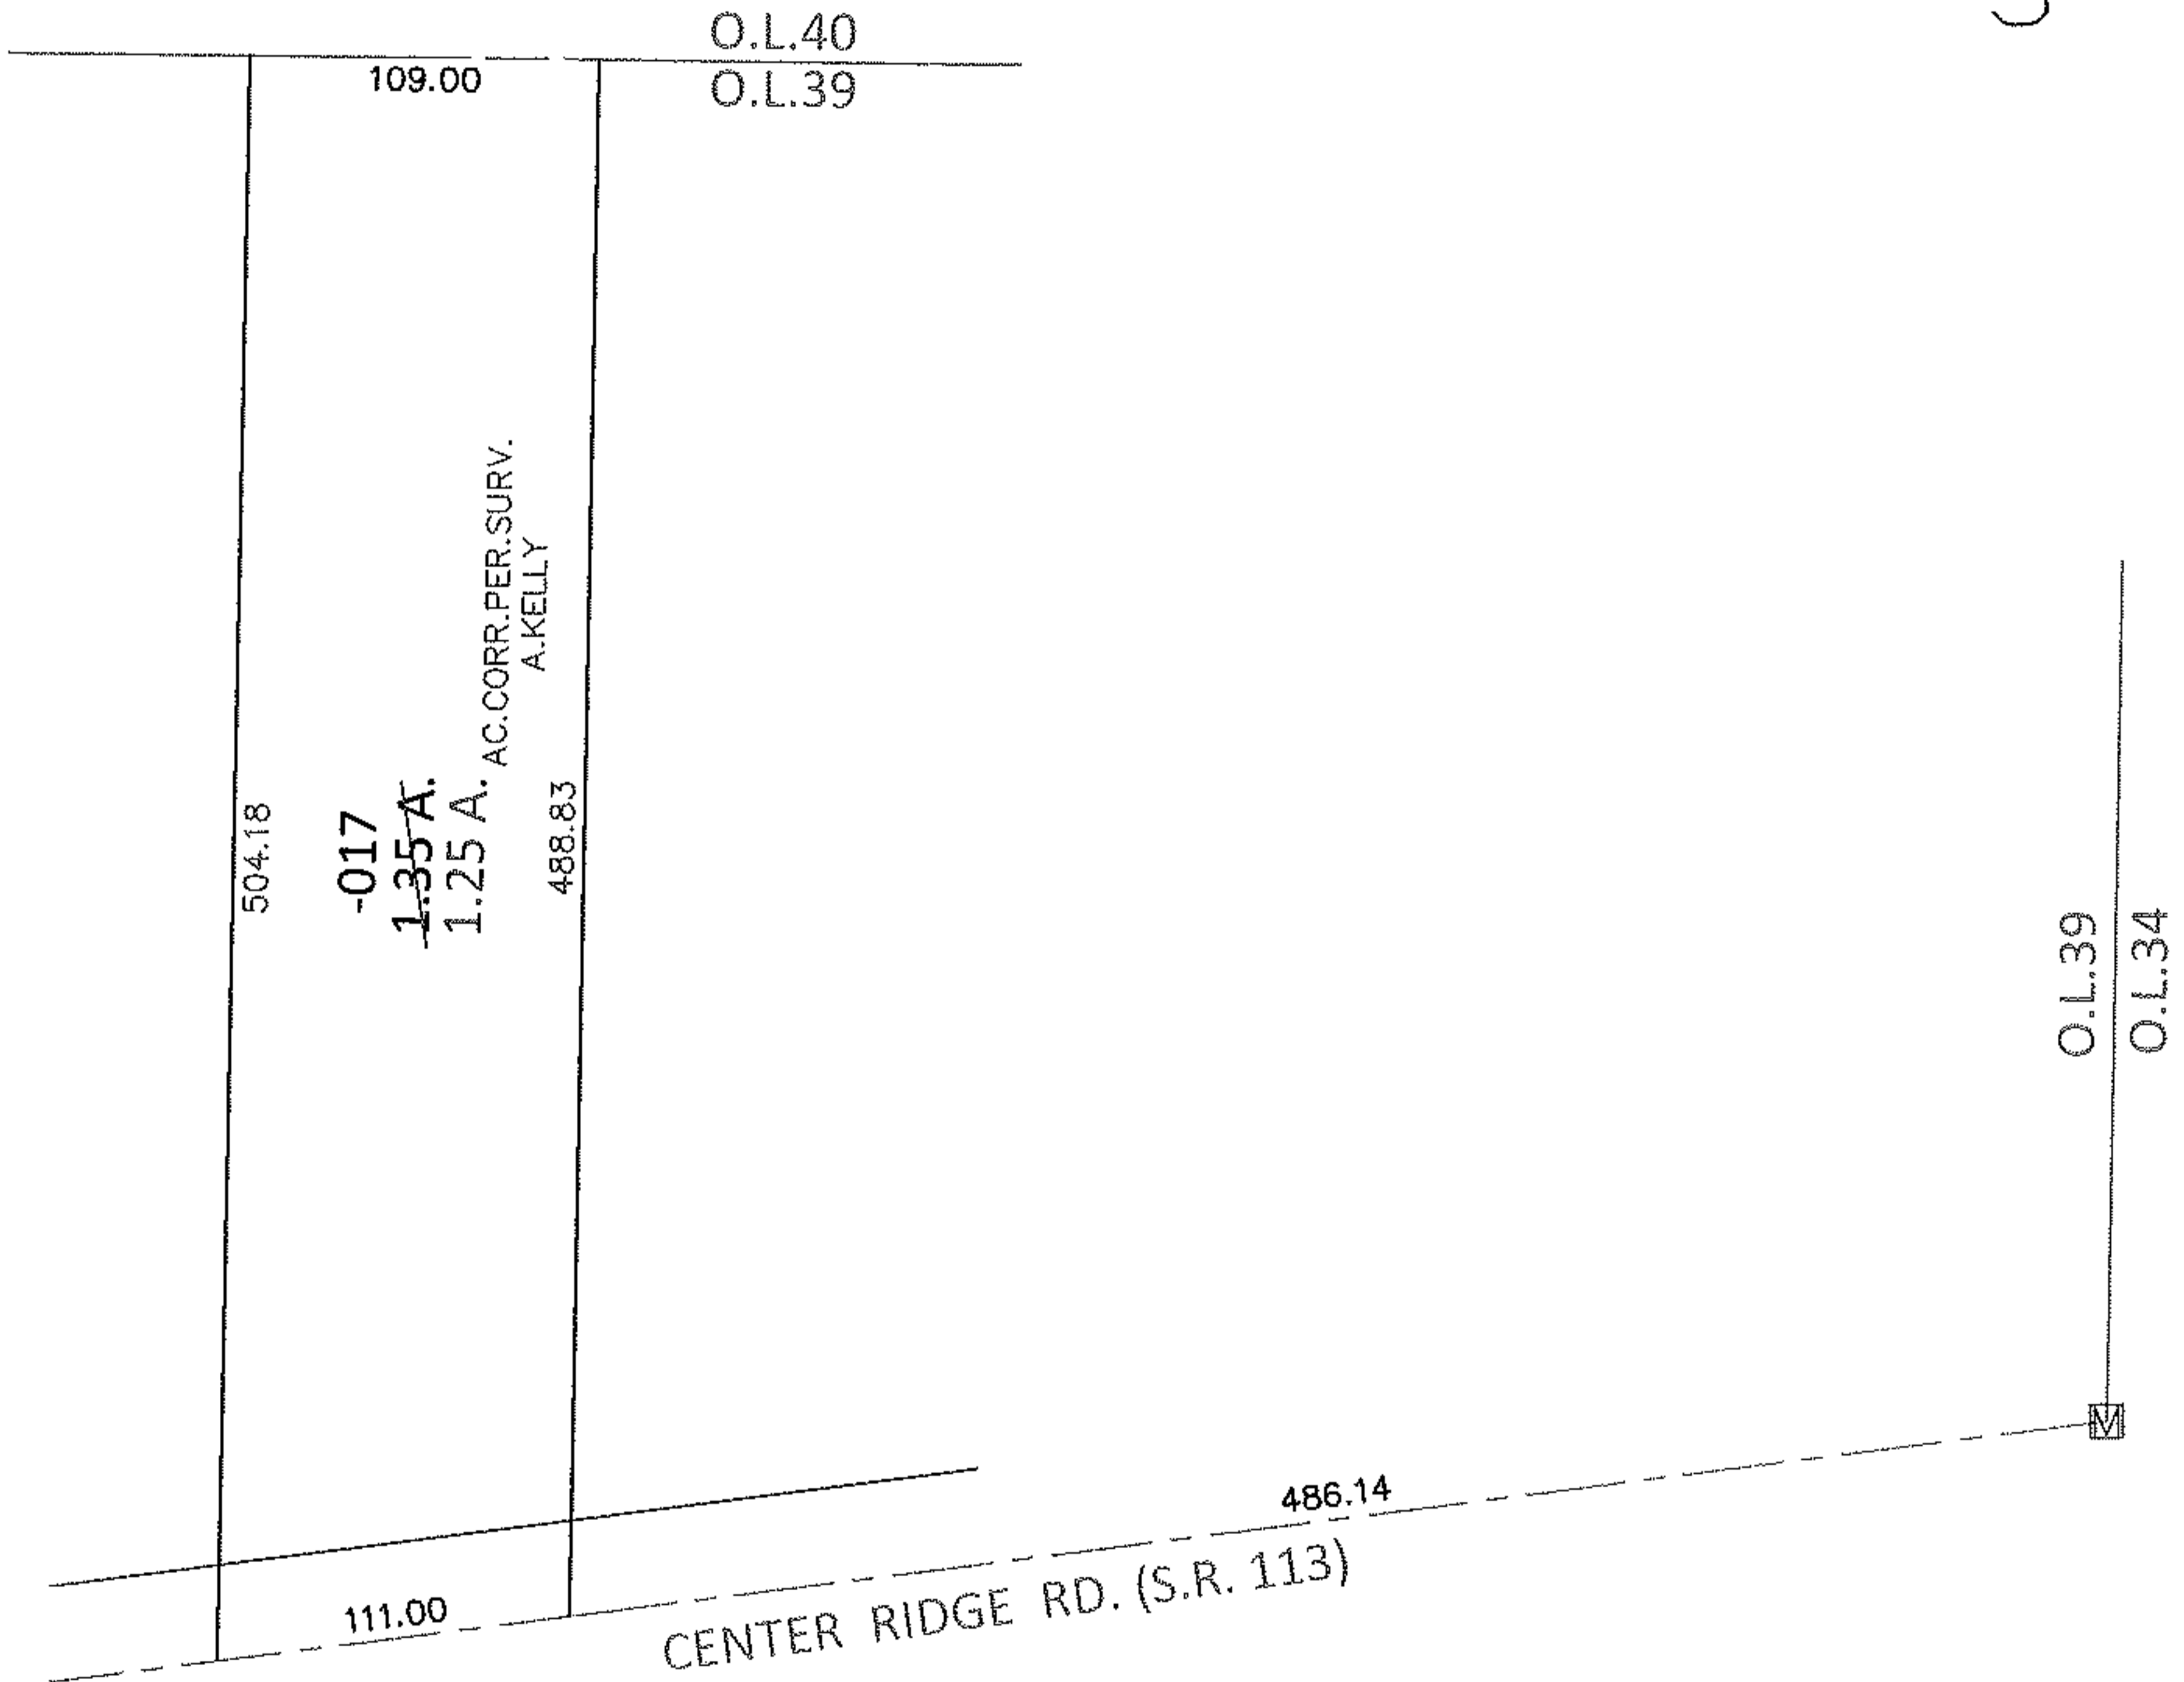 O.L.40
109.00
O.L.39
504.18
-017
1.35 A.
1.25 A.
AC.CORR.PER.SURV.
A.KELLY
488.83
O.L.39
O.L.34
M
486.14
111.00
CENTER RIDGE RD. (S.R. 113)